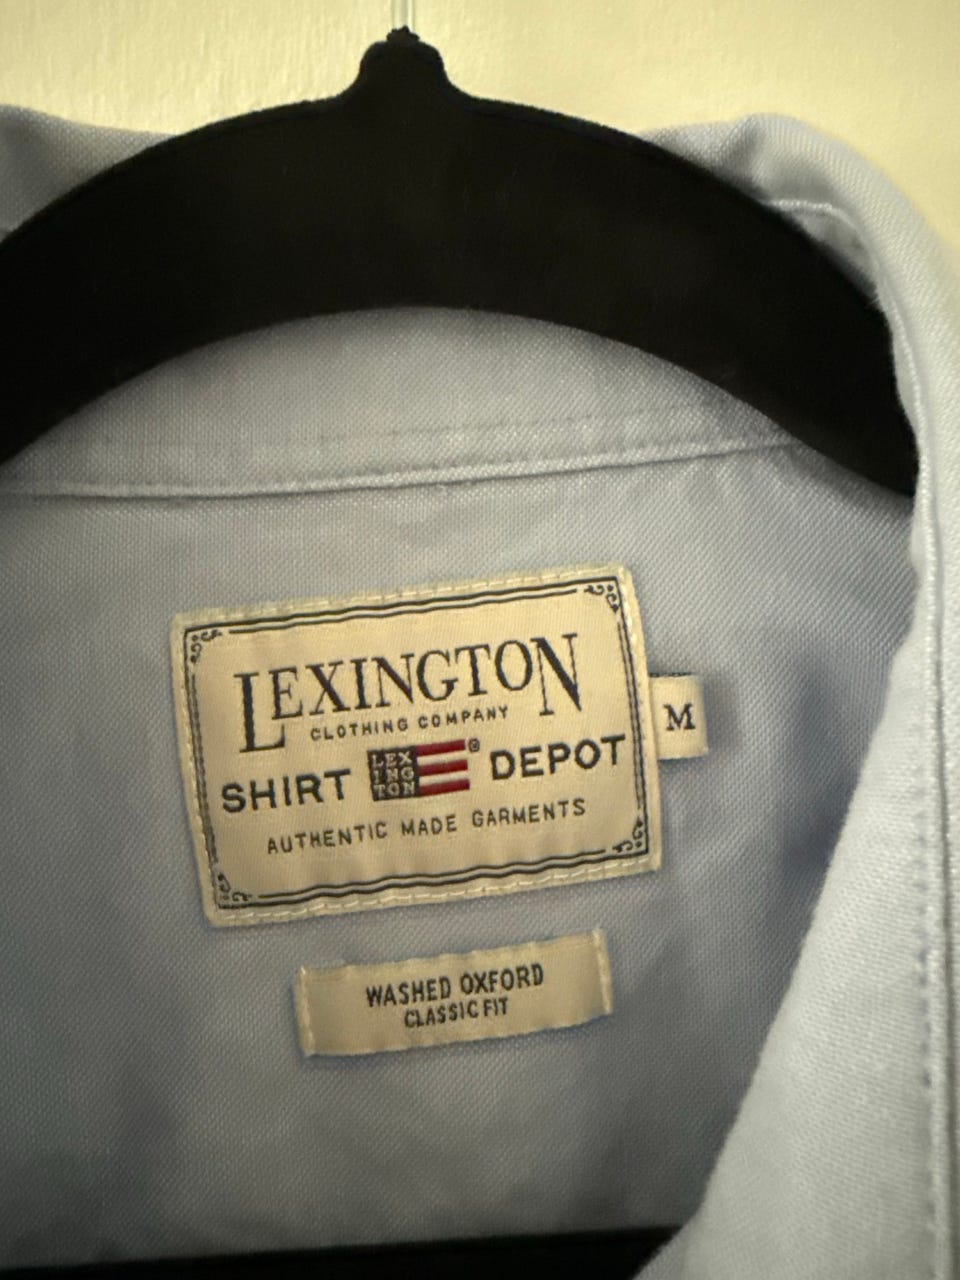 LEXINGTON
CLOTHING COMPANY
SHIRT LEX ING TON ® DEPOT
AUTHENTIC MADE GARMENTS
M
WASHED OXFORD
CLASSIC FIT